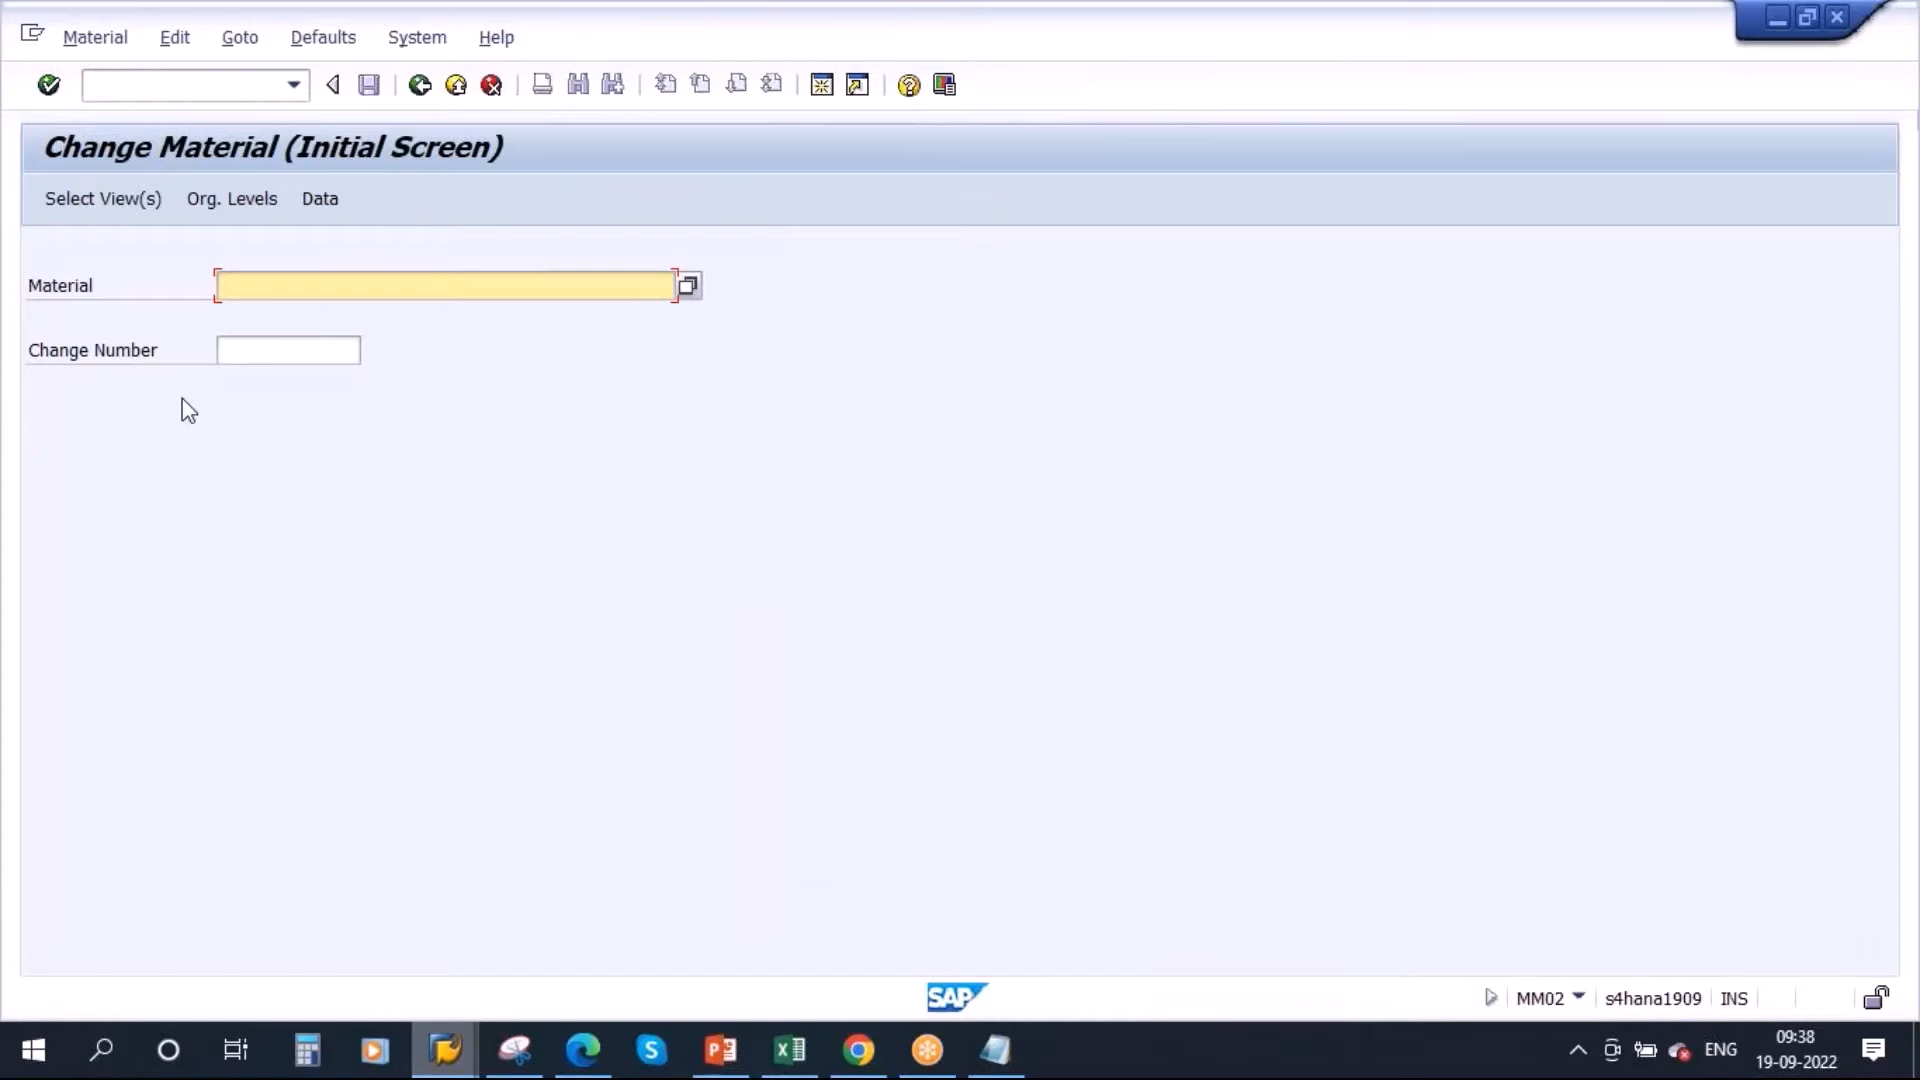 Material Edit Goto Defaults System Help
Change Material (Initial Screen)
Select View(s) Org. Levels Data
Material
Change Number
SAP
MM02 s4hana1909 INS
09:38
ENG
19-09-2022